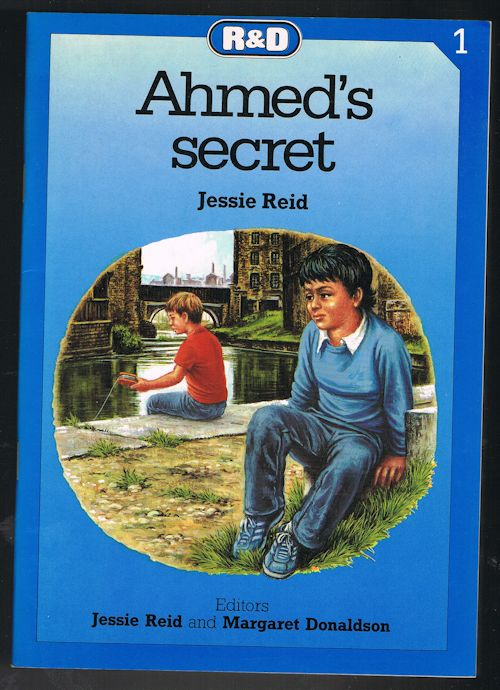 R&D
1
Ahmed's
secret
Jessie Reid
Editors
Jessie Reid and Margaret Donaldson